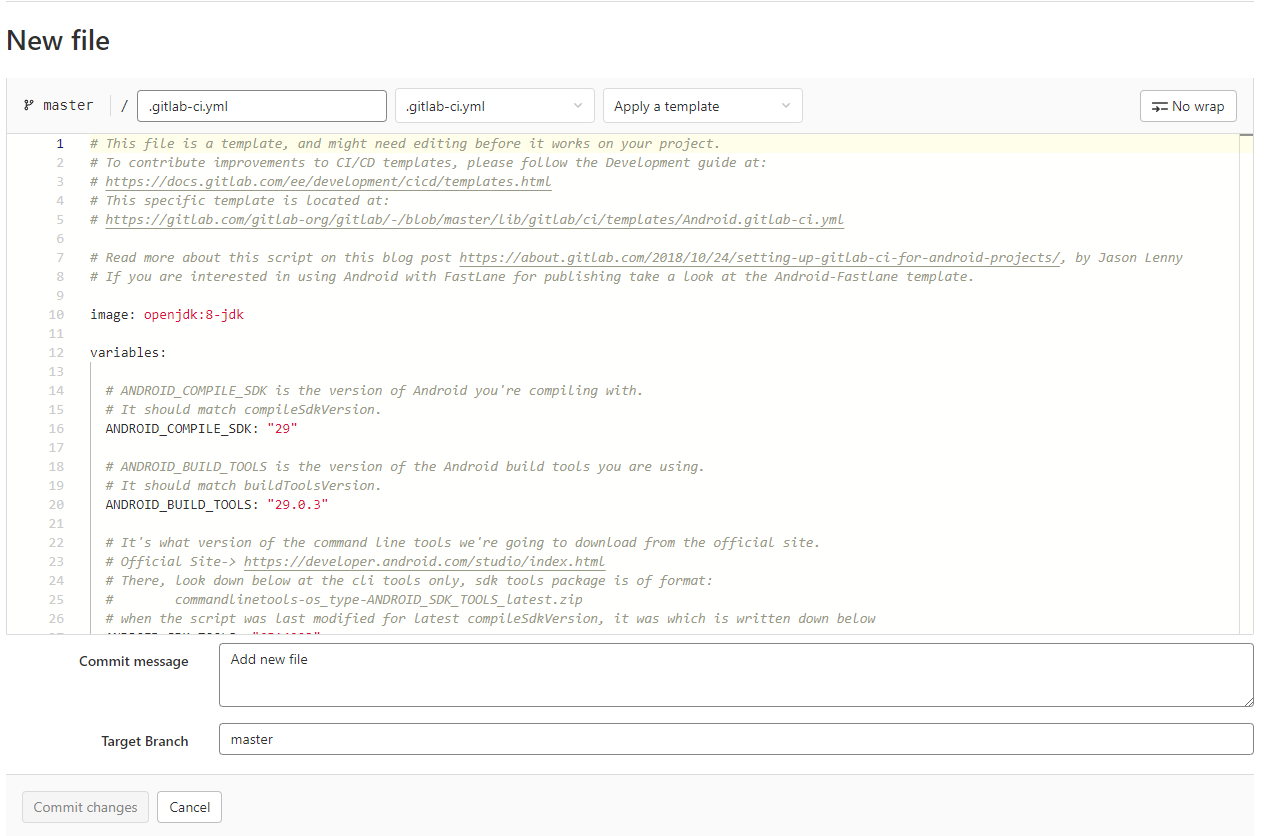 New file
master / .gitlab-ci.yml .gitlab-ci.yml Apply a template No wrap
1 # This file is a template, and might need editing before it works on your project.
2 # To contribute improvements to CI/CD templates, please follow the Development guide at:
3 # https://docs.gitlab.com/ee/development/cicd/templates.html
4 # This specific template is located at:
5 # https://gitlab.com/gitlab-org/gitlab/-/blob/master/lib/gitlab/ci/templates/Android.gitlab-ci.yml
6
7 # Read more about this script on this blog post https://about.gitlab.com/2018/10/24/setting-up-gitlab-ci-for-android-projects/, by Jason Lenny
8 # If you are interested in using Android with FastLane for publishing take a look at the Android-Fastlane template.
9
10 image: openjdk:8-jdk
11
12 variables:
13
14 # ANDROID_COMPILE_SDK is the version of Android you're compiling with.
15 # It should match compileSdkVersion.
16 ANDROID_COMPILE_SDK: "29"
17
18 # ANDROID_BUILD_TOOLS is the version of the Android build tools you are using.
19 # It should match buildToolsVersion.
20 ANDROID_BUILD_TOOLS: "29.0.3"
21
22 # It's what version of the command line tools we're going to download from the official site.
23 # Official Site-> https://developer.android.com/studio/index.html
24 # There, look down below at the cli tools only, sdk tools package is of format:
25 # commandlinetools-os_type-ANDROID_SDK_TOOLS_latest.zip
26 # when the script was last modified for latest compileSdkVersion, it was which is written down below
Commit message Add new file
Target Branch master
Commit changes Cancel